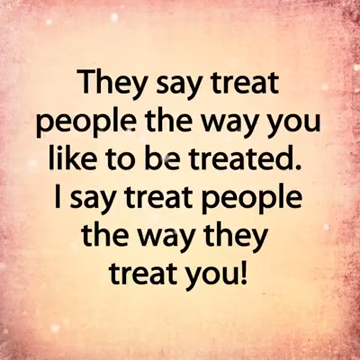 They say treat
people the way you
like to be treated.
I say treat people
the way they
treat you!